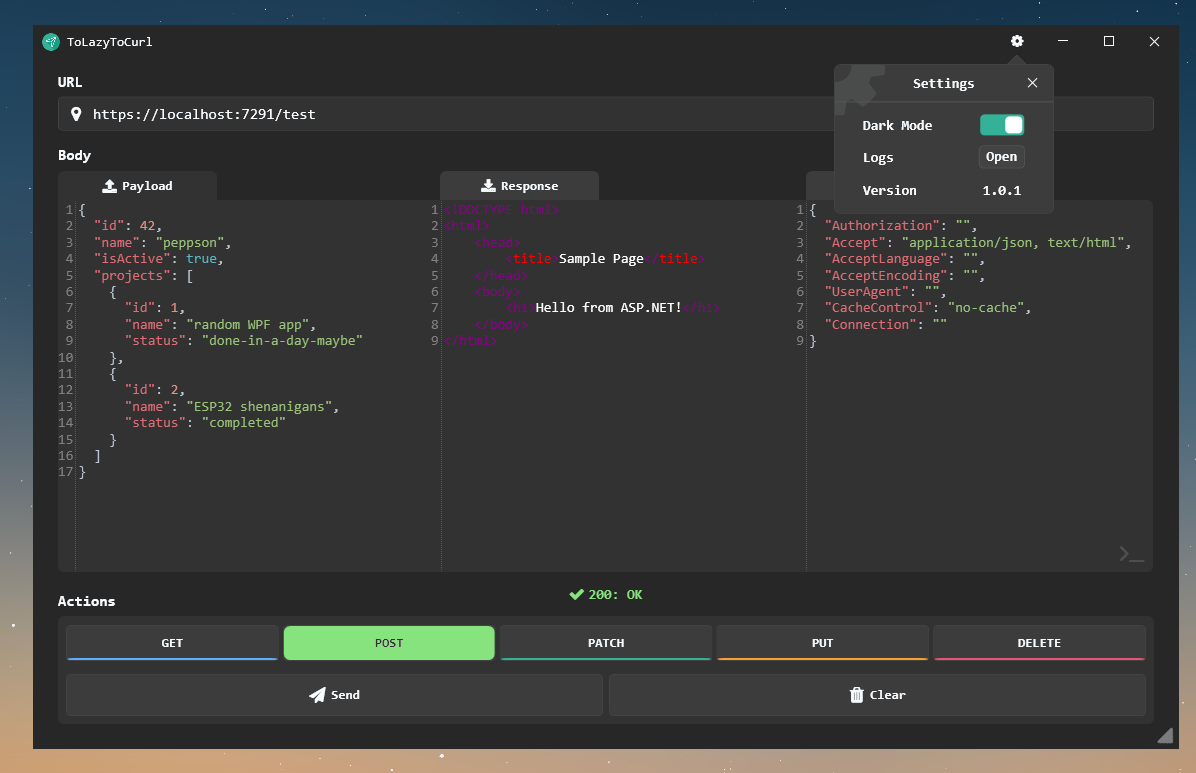 ToLazyToCurl
URL
https://localhost:7291/test
Settings
Dark Mode
Logs Open
Version 1.0.1
Body
Payload
1 {
2   "id": 42,
3   "name": "peppson",
4   "isActive": true,
5   "projects": [
6     {
7       "id": 1,
8       "name": "random WPF app",
9       "status": "done-in-a-day-maybe"
10     },
11     {
12       "id": 2,
13       "name": "ESP32 shenanigans",
14       "status": "completed"
15     }
16   ]
17 }
Response
1 <!DOCTYPE html>
2 <html>
3     <head>
4         <title>Sample Page</title>
5     </head>
6     <body>
7         <h1>Hello from ASP.NET!</h1>
8     </body>
9 </html>
1 {
2   "Authorization": "",
3   "Accept": "application/json, text/html",
4   "AcceptLanguage": "",
5   "AcceptEncoding": "",
6   "UserAgent": "",
7   "CacheControl": "no-cache",
8   "Connection": ""
9 }
200: OK
Actions
GET POST PATCH PUT DELETE
Send Clear